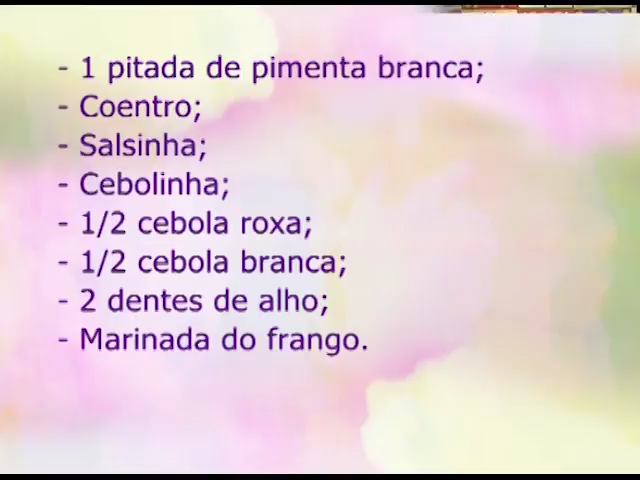 - 1 pitada de pimenta branca;
- Coentro;
- Salsinha;
- Cebolinha;
- 1/2 cebola roxa;
- 1/2 cebola branca;
- 2 dentes de alho;
- Marinada do frango.